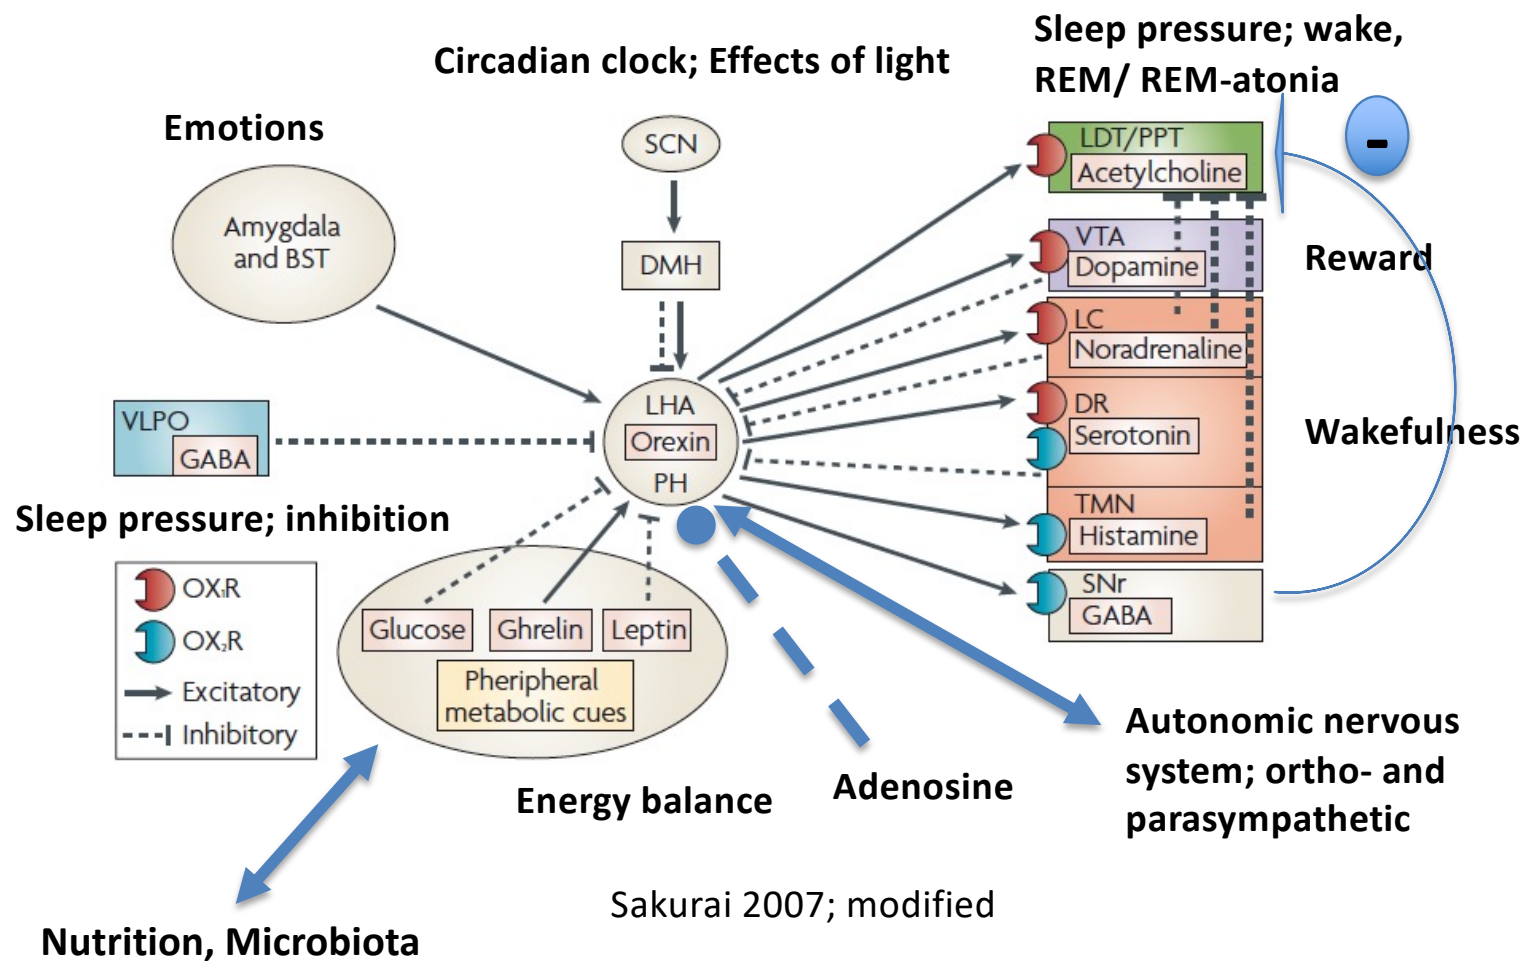 Sleep pressure; wake,
REM/ REM-atonia
Circadian clock; Effects of light
Emotions
SCN
-
LDT/PPT
Acetylcholine
Amygdala
and BST
DMH
VTA
Dopamine
Reward
LC
Noradrenaline
LHA
Orexin
PH
DR
Serotonin
Wakefulness
VLPO
GABA
Sleep pressure; inhibition
TMN
Histamine
SNr
GABA
OX₁R
OX₂R
Excitatory
Inhibitory
Glucose
Ghrelin
Leptin
Pheripheral
metabolic cues
Autonomic nervous
system; ortho- and
parasympathetic
Energy balance
Adenosine
Sakurai 2007; modified
Nutrition, Microbiota